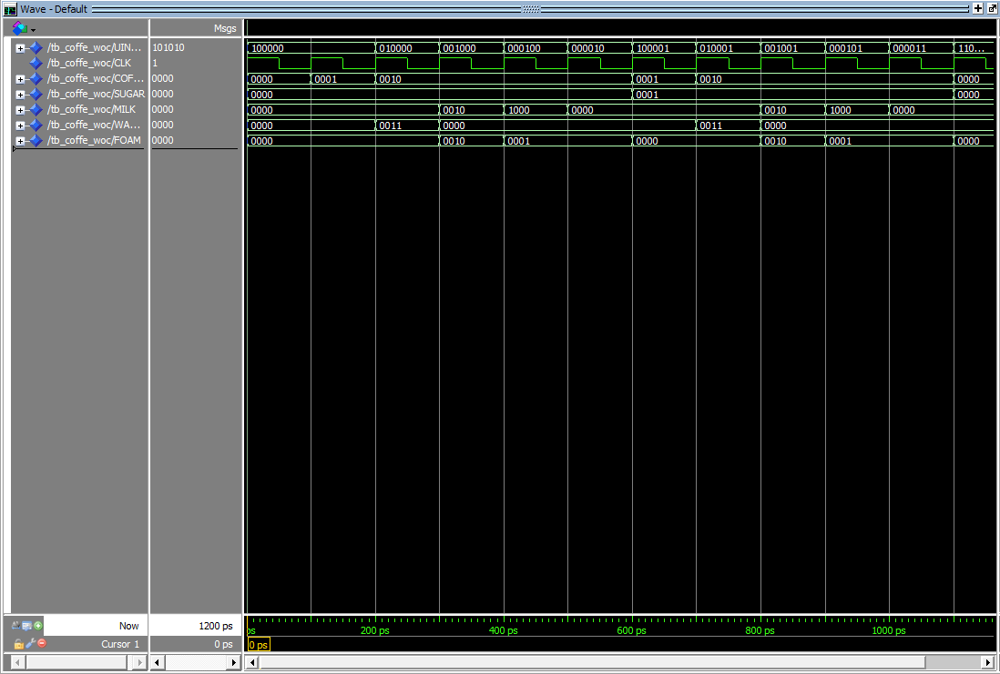 Wave - Default
Msgs
/tb_coffe_woc/UIN... 101010 100000 010000 001000 000100 000010 100001 010001 001001 000101 000011 110...
/tb_coffe_woc/CLK 1
/tb_coffe_woc/COF... 0000 0000 0001 0010 0001 0010 0000
/tb_coffe_woc/SUGAR 0000 0000 0001 0000
/tb_coffe_woc/MILK 0000 0000 0010 1000 0000 0010 1000 0000
/tb_coffe_woc/WA... 0000 0000 0011 0000 0011 0000
/tb_coffe_woc/FOAM 0000 0000 0010 0001 0000 0010 0001 0000
Now 1200 ps ps 200 ps 400 ps 600 ps 800 ps 1000 ps
Cursor 1 0 ps 0 ps